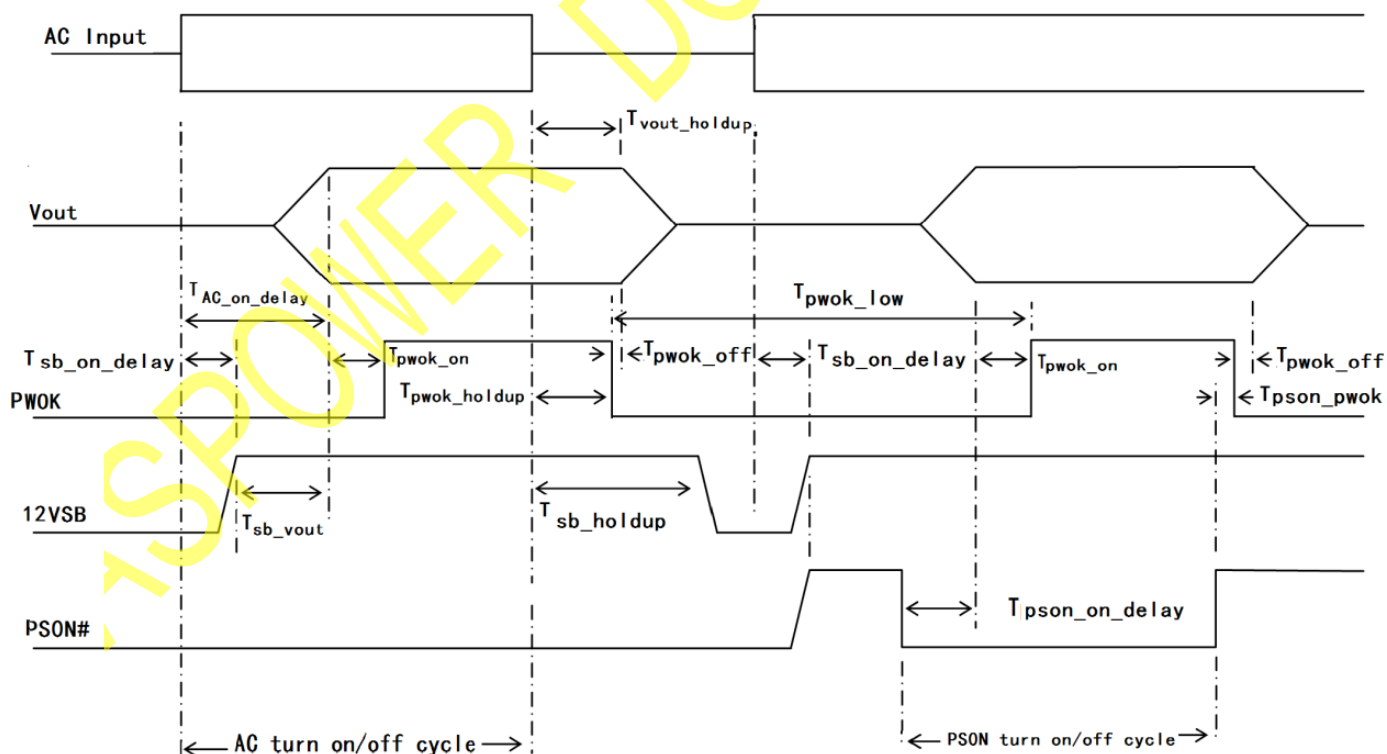 AC Input
Tvout_holdup
Vout
TAC_on_delay
Tpwok_low
Tsb_on_delay
Tpwok_on
Tpwok_off
Tsb_on_delay
Tpwok_on
Tpwok_off
PWOK
Tpwok_holdup
Tpson_pwok
12VSB
Tsb_vout
Tsb_holdup
PSON#
Tpson_on_delay
AC turn on/off cycle
PSON turn on/off cycle